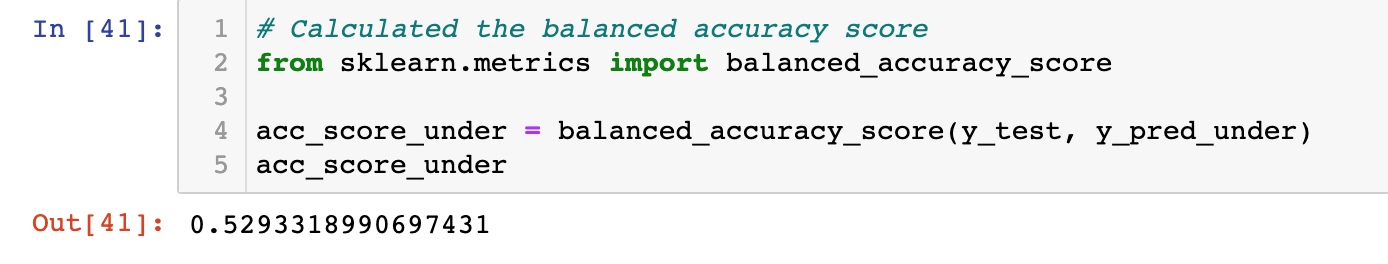 In [41]:
1 # Calculated the balanced accuracy score
2 from sklearn.metrics import balanced_accuracy_score
3
4 acc_score_under = balanced_accuracy_score(y_test, y_pred_under)
5 acc_score_under
Out[41]: 0.5293318990697431